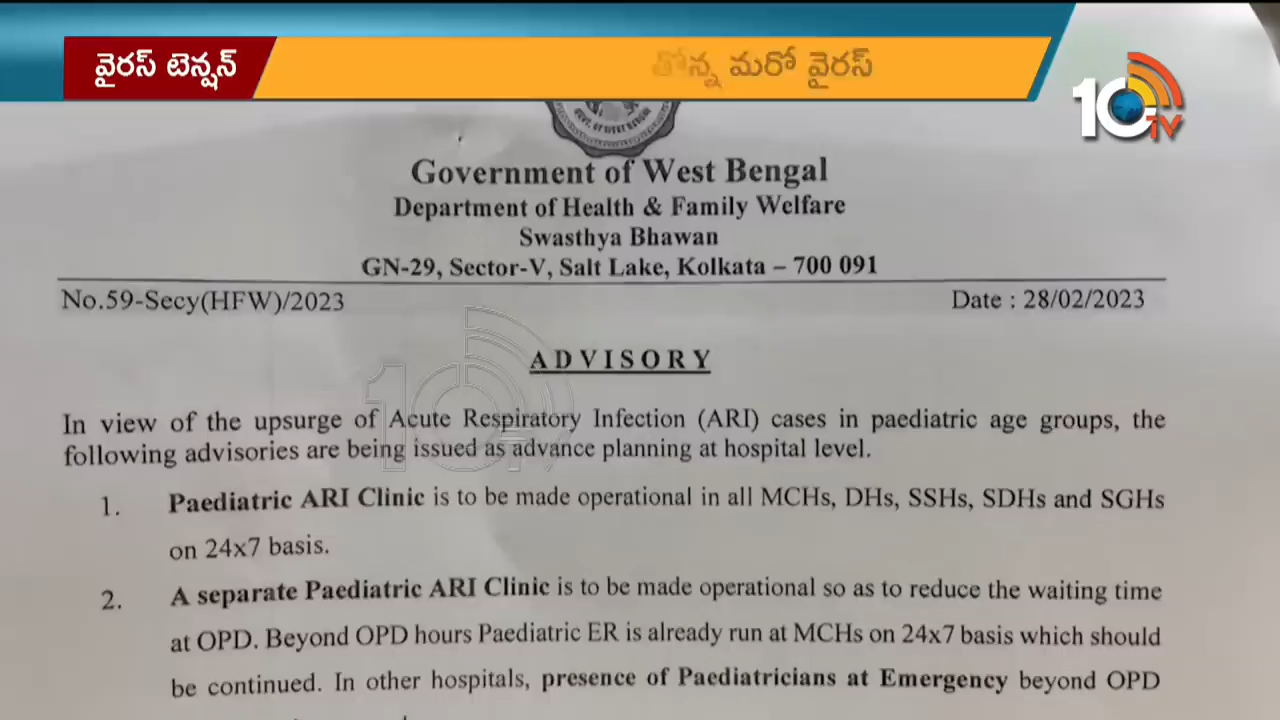 వైరస్ టెన్షన్
మరో వైరస్
10TV
GOVT. OF WEST BENGAL
Government of West Bengal
Department of Health & Family Welfare
Swasthya Bhawan
GN-29, Sector-V, Salt Lake, Kolkata – 700 091
No.59-Secy(HFW)/2023 Date : 28/02/2023
ADVISORY
In view of the upsurge of Acute Respiratory Infection (ARI) cases in paediatric age groups, the
following advisories are being issued as advance planning at hospital level.
1. Paediatric ARI Clinic is to be made operational in all MCHs, DHs, SSHs, SDHs and SGHs
on 24x7 basis.
2. A separate Paediatric ARI Clinic is to be made operational so as to reduce the waiting time
at OPD. Beyond OPD hours Paediatric ER is already run at MCHs on 24x7 basis which should
be continued. In other hospitals, presence of Paediatricians at Emergency beyond OPD